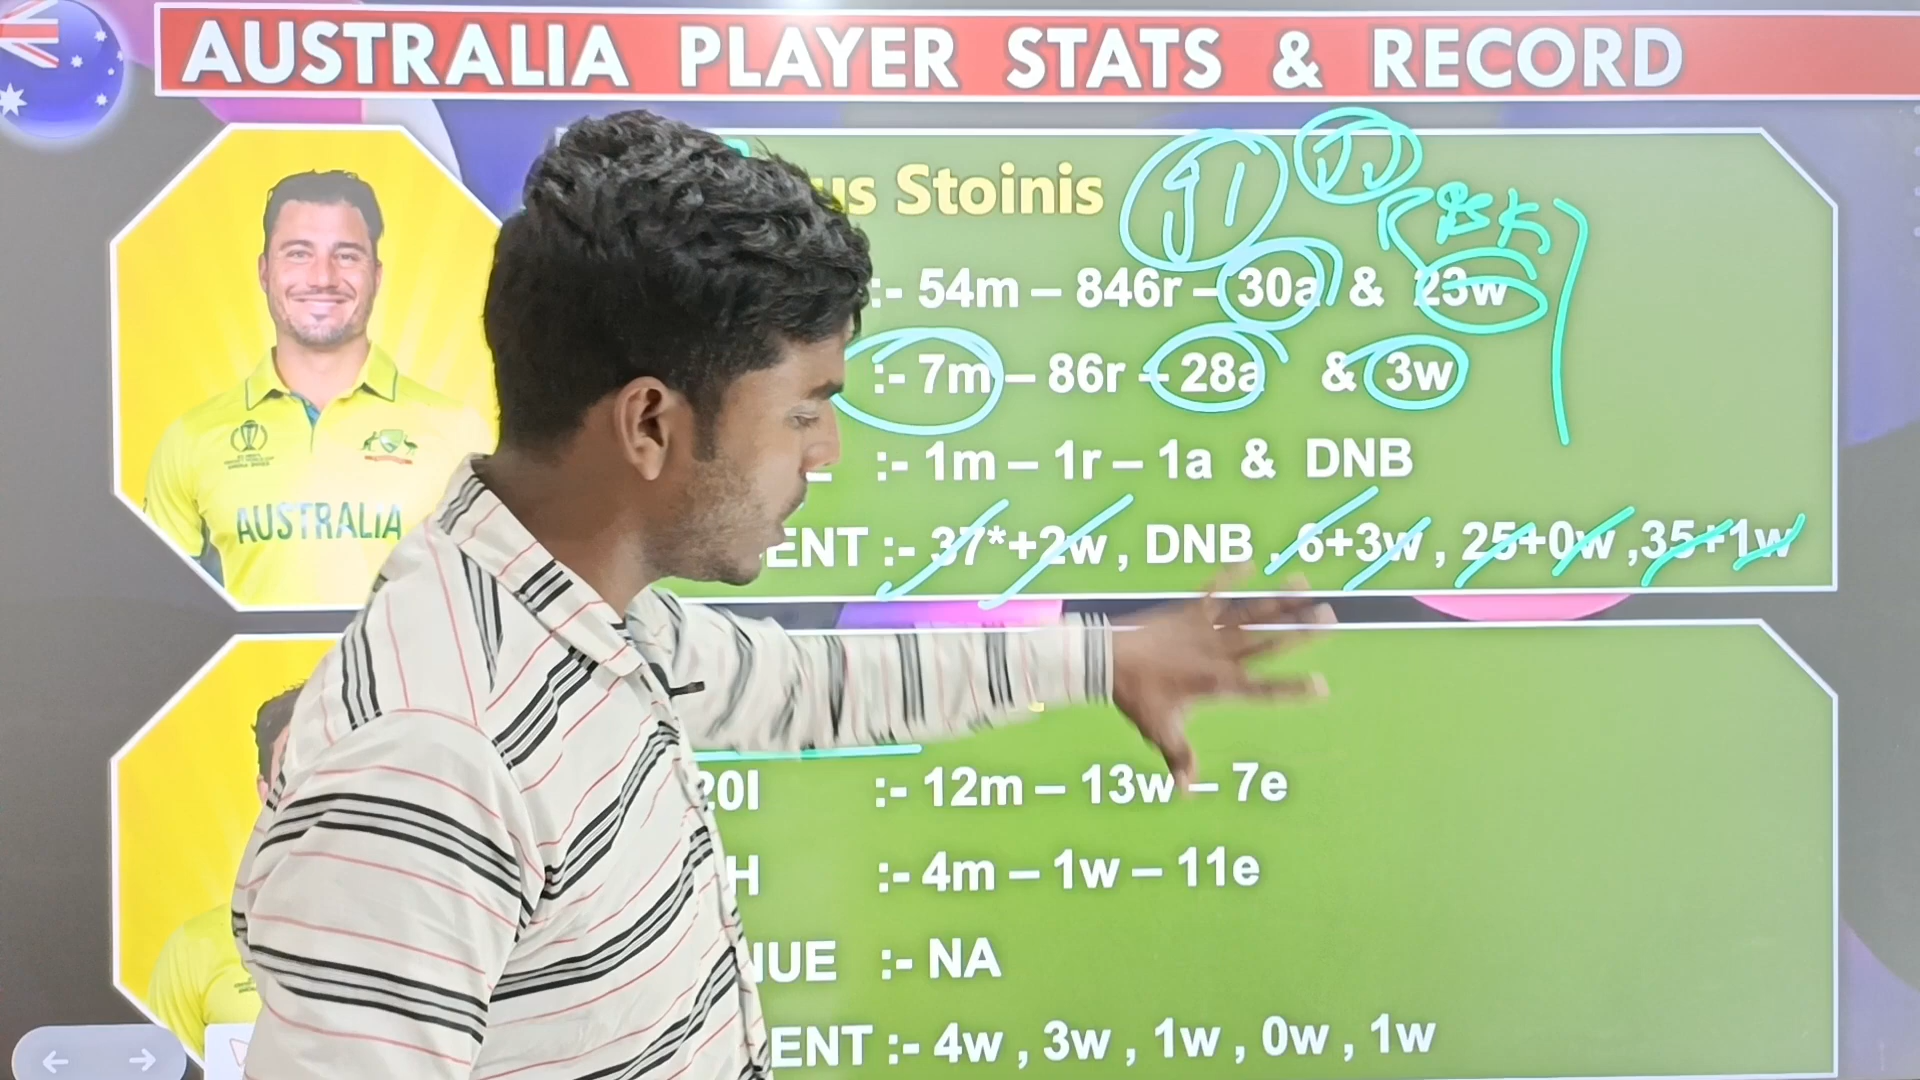 AUSTRALIA PLAYER STATS & RECORD
us Stoinis
:- 54m – 846r – 30a & 23w
:- 7m – 86r – 28a & 3w
:- 1m – 1r – 1a & DNB
ENT :- 37*+2w , DNB , 6+3w , 25+0w ,35+1w
AUSTRALIA
20I :- 12m – 13w – 7e
H :- 4m – 1w – 11e
NUE :- NA
ENT :- 4w , 3w , 1w , 0w , 1w